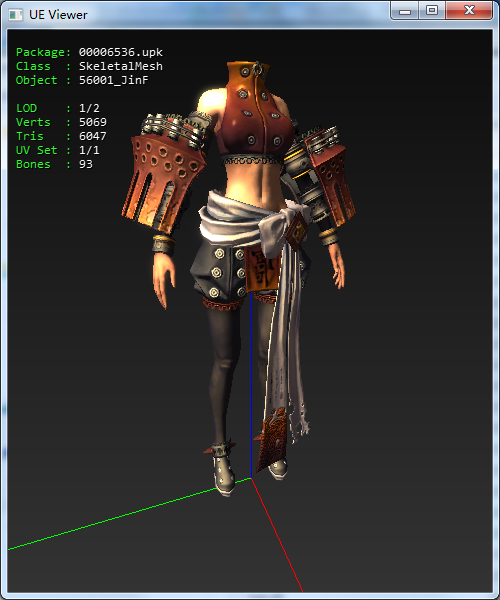 UE Viewer
Package: 00006536.upk
Class : SkeletalMesh
Object : 56001_JinF
LOD : 1/2
Verts : 5069
Tris : 6047
UV Set : 1/1
Bones : 93